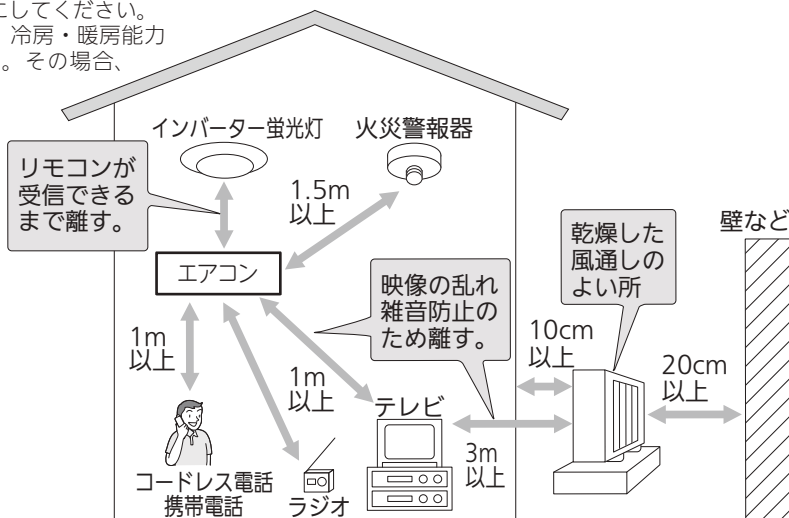 にしてください。
冷房・暖房能力
。その場合、
インバーター蛍光灯
火災警報器
リモコンが
受信できる
まで離す。
1.5m
以上
エアコン
映像の乱れ
雑音防止の
ため離す。
乾燥した
風通しの
よい所
壁など
1m
以上
1m
以上
10cm
以上
20cm
以上
テレビ
3m
以上
コードレス電話
携帯電話
ラジオ